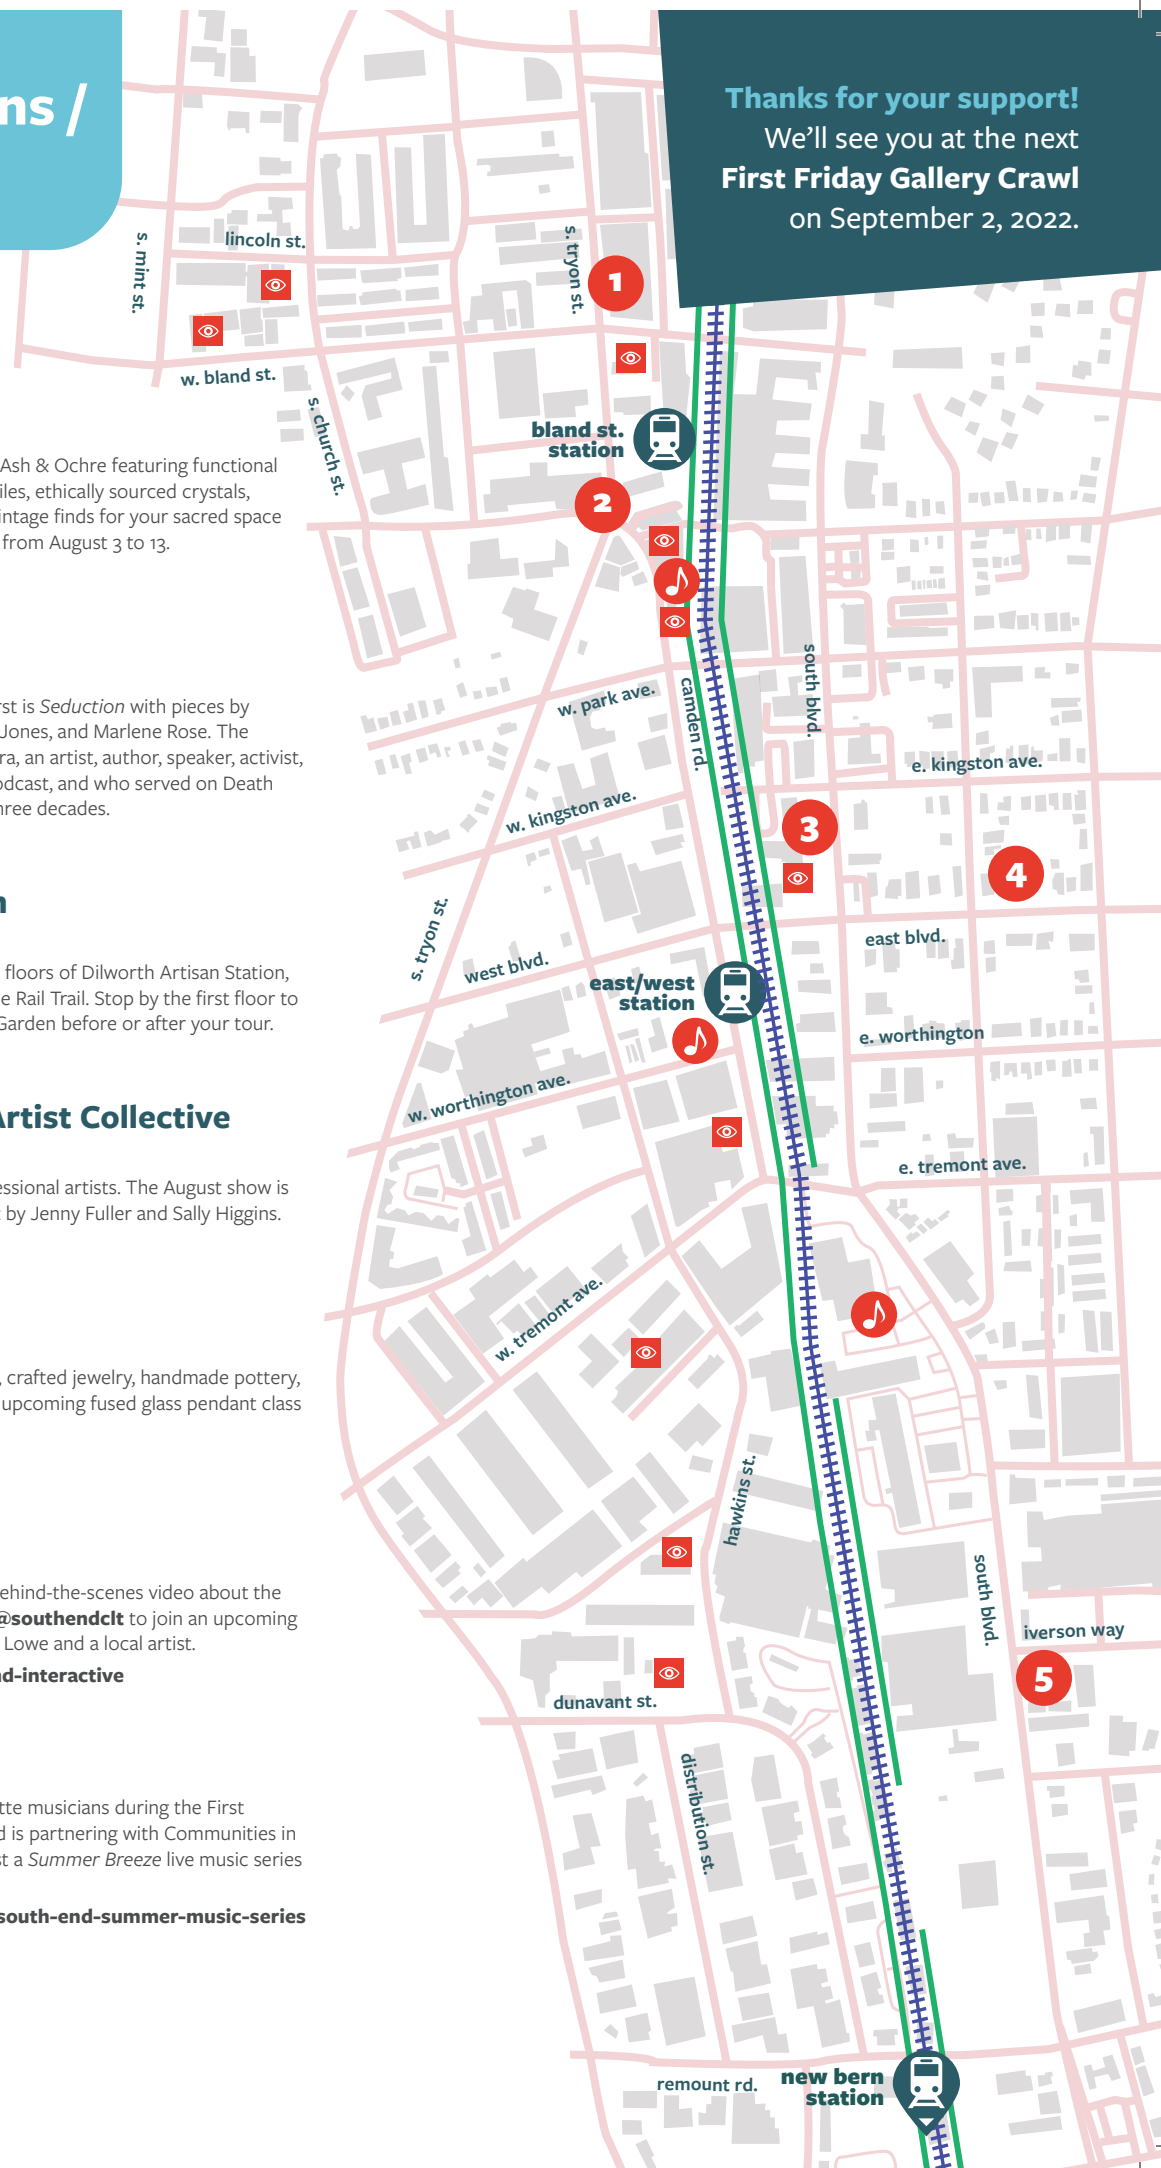 ns /
Thanks for your support!
We'll see you at the next
First Friday Gallery Crawl
on September 2, 2022.
Ash & Ochre featuring functional
iles, ethically sourced crystals,
intage finds for your sacred space
from August 3 to 13.
rst is Seduction with pieces by
Jones, and Marlene Rose. The
ra, an artist, author, speaker, activist,
odcast, and who served on Death
hree decades.
n
floors of Dilworth Artisan Station,
e Rail Trail. Stop by the first floor to
Garden before or after your tour.
Artist Collective
essional artists. The August show is
t by Jenny Fuller and Sally Higgins.
, crafted jewelry, handmade pottery,
upcoming fused glass pendant class
ehind-the-scenes video about the
@southendclt to join an upcoming
Lowe and a local artist.
nd-interactive
tte musicians during the First
d is partnering with Communities in
st a Summer Breeze live music series
south-end-summer-music-series
s. mint st.
lincoln st.
s. tryon st.
1
w. bland st.
s. church st.
bland st.
station
2
w. park ave.
camden rd.
south blvd.
e. kingston ave.
w. kingston ave.
3
4
s. tryon st.
west blvd.
east blvd.
east/west
station
e. worthington
w. worthington ave.
e. tremont ave.
w. tremont ave.
hawkins st.
south blvd.
iverson way
5
dunavant st.
distribution st.
remount rd.
new bern
station